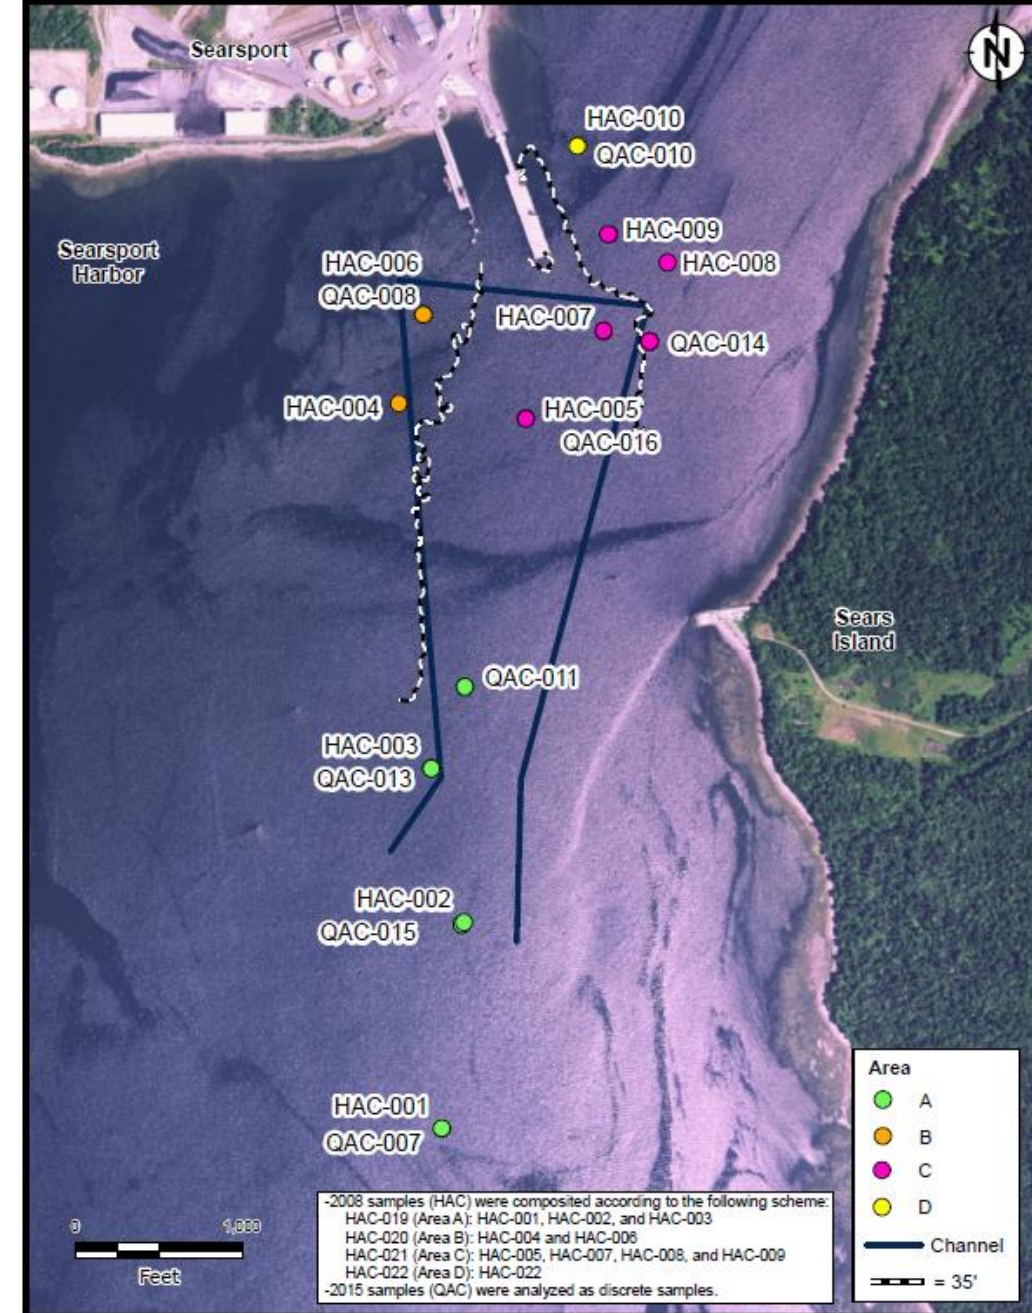 Searsport
N
HAC-010
QAC-010
HAC-009
HAC-008
Searsport
Harbor
HAC-006
QAC-008
HAC-007
QAC-014
HAC-004
HAC-005
QAC-016
Sears
Island
QAC-011
HAC-003
QAC-013
HAC-002
QAC-015
HAC-001
QAC-007
Area
A
B
C
D
Channel
= 35'
0 1,000
Feet
-2008 samples (HAC) were composited according to the following scheme:
HAC-019 (Area A): HAC-001, HAC-002, and HAC-003
HAC-020 (Area B): HAC-004 and HAC-006
HAC-021 (Area C): HAC-005, HAC-007, HAC-008, and HAC-009
HAC-022 (Area D): HAC-022
-2015 samples (QAC) were analyzed as discrete samples.